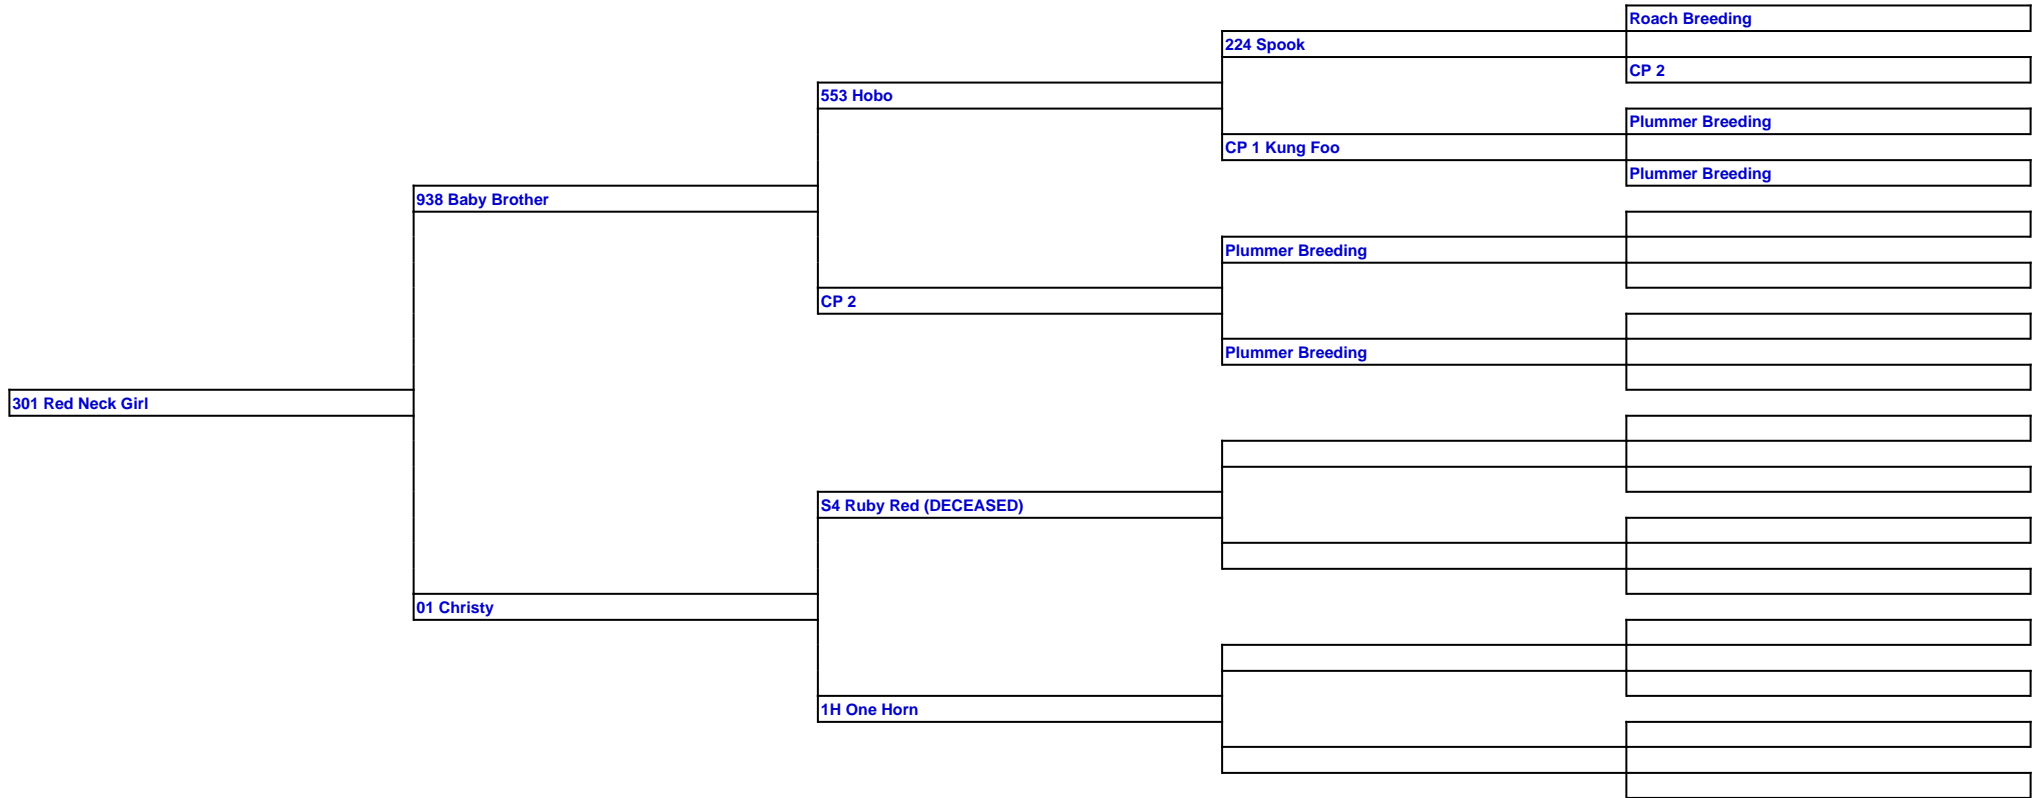 Roach Breeding
224 Spook
CP 2
553 Hobo
Plummer Breeding
CP 1 Kung Foo
Plummer Breeding
938 Baby Brother
Plummer Breeding
CP 2
Plummer Breeding
301 Red Neck Girl
S4 Ruby Red (DECEASED)
01 Christy
1H One Horn